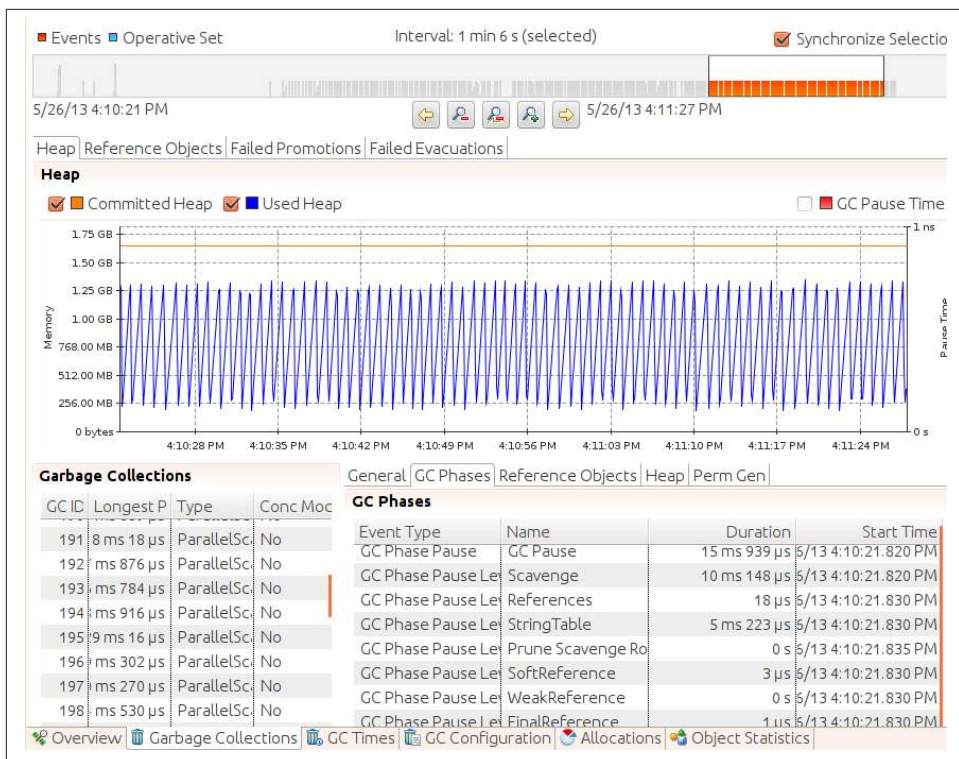 Events Operative Set Interval: 1 min 6 s (selected) Synchronize Selectio
5/26/13 4:10:21 PM 5/26/13 4:11:27 PM
Heap Reference Objects Failed Promotions Failed Evacuations
Heap
Committed Heap Used Heap GC Pause Time
1.75 GB 1 ns
1.50 GB
1.25 GB
1.00 GB
768.00 MB
512.00 MB
256.00 MB
0 bytes 0 s
Memory
Pause Time
4:10:28 PM 4:10:35 PM 4:10:42 PM 4:10:49 PM 4:10:56 PM 4:11:03 PM 4:11:10 PM 4:11:17 PM 4:11:24 PM
Garbage Collections
GC ID Longest P Type Conc Moc
191 8 ms 18 µs ParallelSc No
192 ms 876 µs ParallelSc No
193 ms 784 µs ParallelSc No
194 ms 916 µs ParallelSc No
195 29 ms 16 µs ParallelSc No
196 ms 302 µs ParallelSc No
197 ms 270 µs ParallelSc No
198 ms 530 µs ParallelSc No
General GC Phases Reference Objects Heap Perm Gen
GC Phases
Event Type Name Duration Start Time
GC Phase Pause GC Pause 15 ms 939 µs 6/13 4:10:21.820 PM
GC Phase Pause Le Scavenge 10 ms 148 µs 6/13 4:10:21.820 PM
GC Phase Pause Le References 18 µs 6/13 4:10:21.830 PM
GC Phase Pause Le StringTable 5 ms 223 µs 6/13 4:10:21.830 PM
GC Phase Pause Le Prune Scavenge Ro 0 s 6/13 4:10:21.835 PM
GC Phase Pause Le SoftReference 3 µs 6/13 4:10:21.830 PM
GC Phase Pause Le WeakReference 0 s 6/13 4:10:21.830 PM
GC Phase Pause Le FinalReference 1 µs 6/13 4:10:21.830 PM
Overview Garbage Collections GC Times GC Configuration Allocations Object Statistics